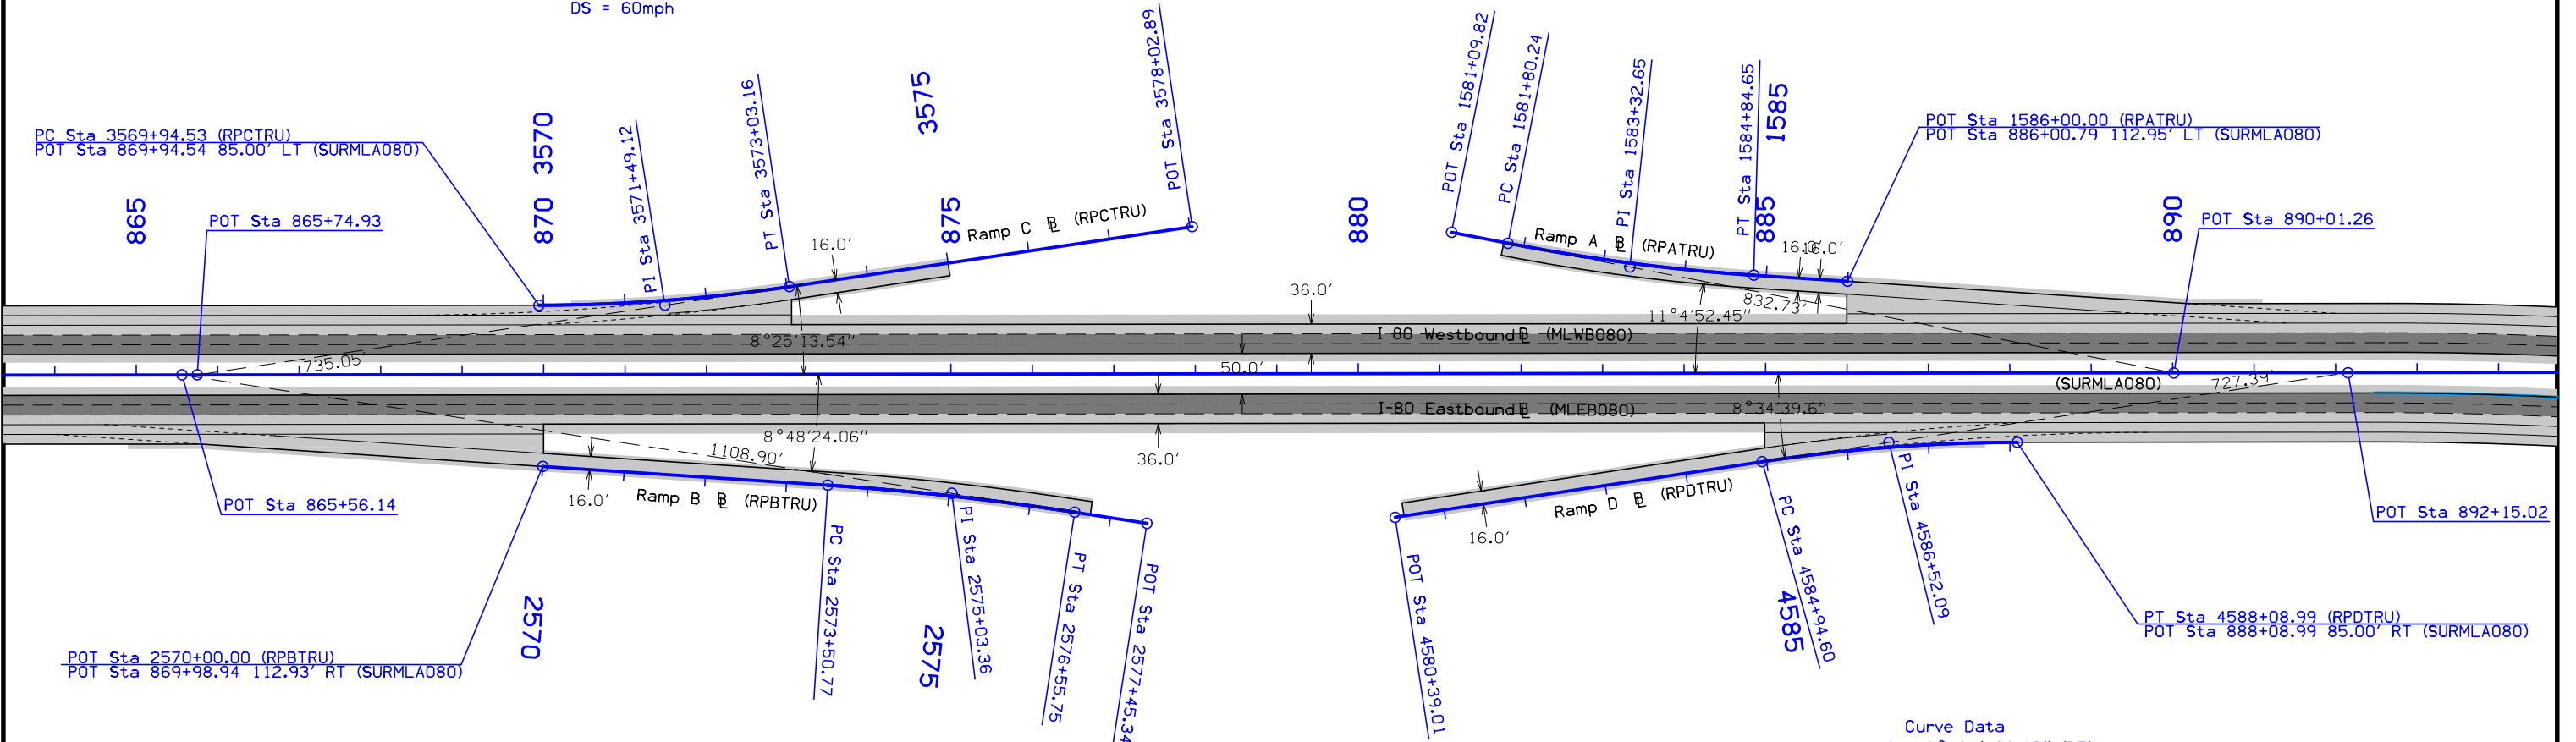 DS = 60mph
PC Sta 3569+94.53 (RPCTRU)
POT Sta 869+94.54 85.00' LT (SURMLA080)
865
POT Sta 865+74.93
870 3570
PI Sta 3571+49.12
PT Sta 3573+03.16
16.0'
3575
875
Ramp C BL (RPCTRU)
POT Sta 3578+02.89
880
POT Sta 1581+09.82
PC Sta 1581+80.24
Ramp A BL (RPATRU)
PI Sta 1583+32.65
PT Sta 1584+84.65
885
1585
16.0'
16.0'
POT Sta 1586+00.00 (RPATRU)
POT Sta 886+00.79 112.95' LT (SURMLA080)
890
POT Sta 890+01.26
36.0'
832.73'
11°4'52.45"
I-80 Westbound BL (MLWB080)
8°25'13.54"
735.05'
50.0'
(SURMLA080)
727.39'
I-80 Eastbound BL (MLEB080)
8°34'39.6"
8°48'24.06"
1108.90'
36.0'
POT Sta 865+56.14
16.0'
Ramp B BL (RPBTRU)
Ramp D BL (RPDTRU)
16.0'
POT Sta 892+15.02
2570
PC Sta 2573+50.77
2575
PI Sta 2575+03.36
PT Sta 2576+55.75
POT Sta 2577+45.34
POT Sta 4580+39.01
4585
PC Sta 4584+94.60
PI Sta 4586+52.09
PT Sta 4588+08.99 (RPDTRU)
POT Sta 888+08.99 85.00' RT (SURMLA080)
POT Sta 2570+00.00 (RPBTRU)
POT Sta 869+98.94 112.93' RT (SURMLA080)
Curve Data